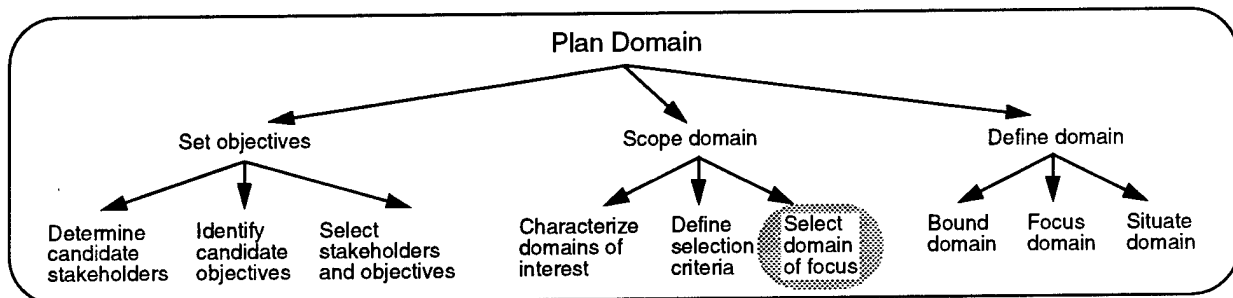 Plan Domain
Set objectives
Scope domain
Define domain
Determine
candidate
stakeholders
Identify
candidate
objectives
Select
stakeholders
and objectives
Characterize
domains of
interest
Define
selection
criteria
Select
domain
of focus
Bound
domain
Focus
domain
Situate
domain